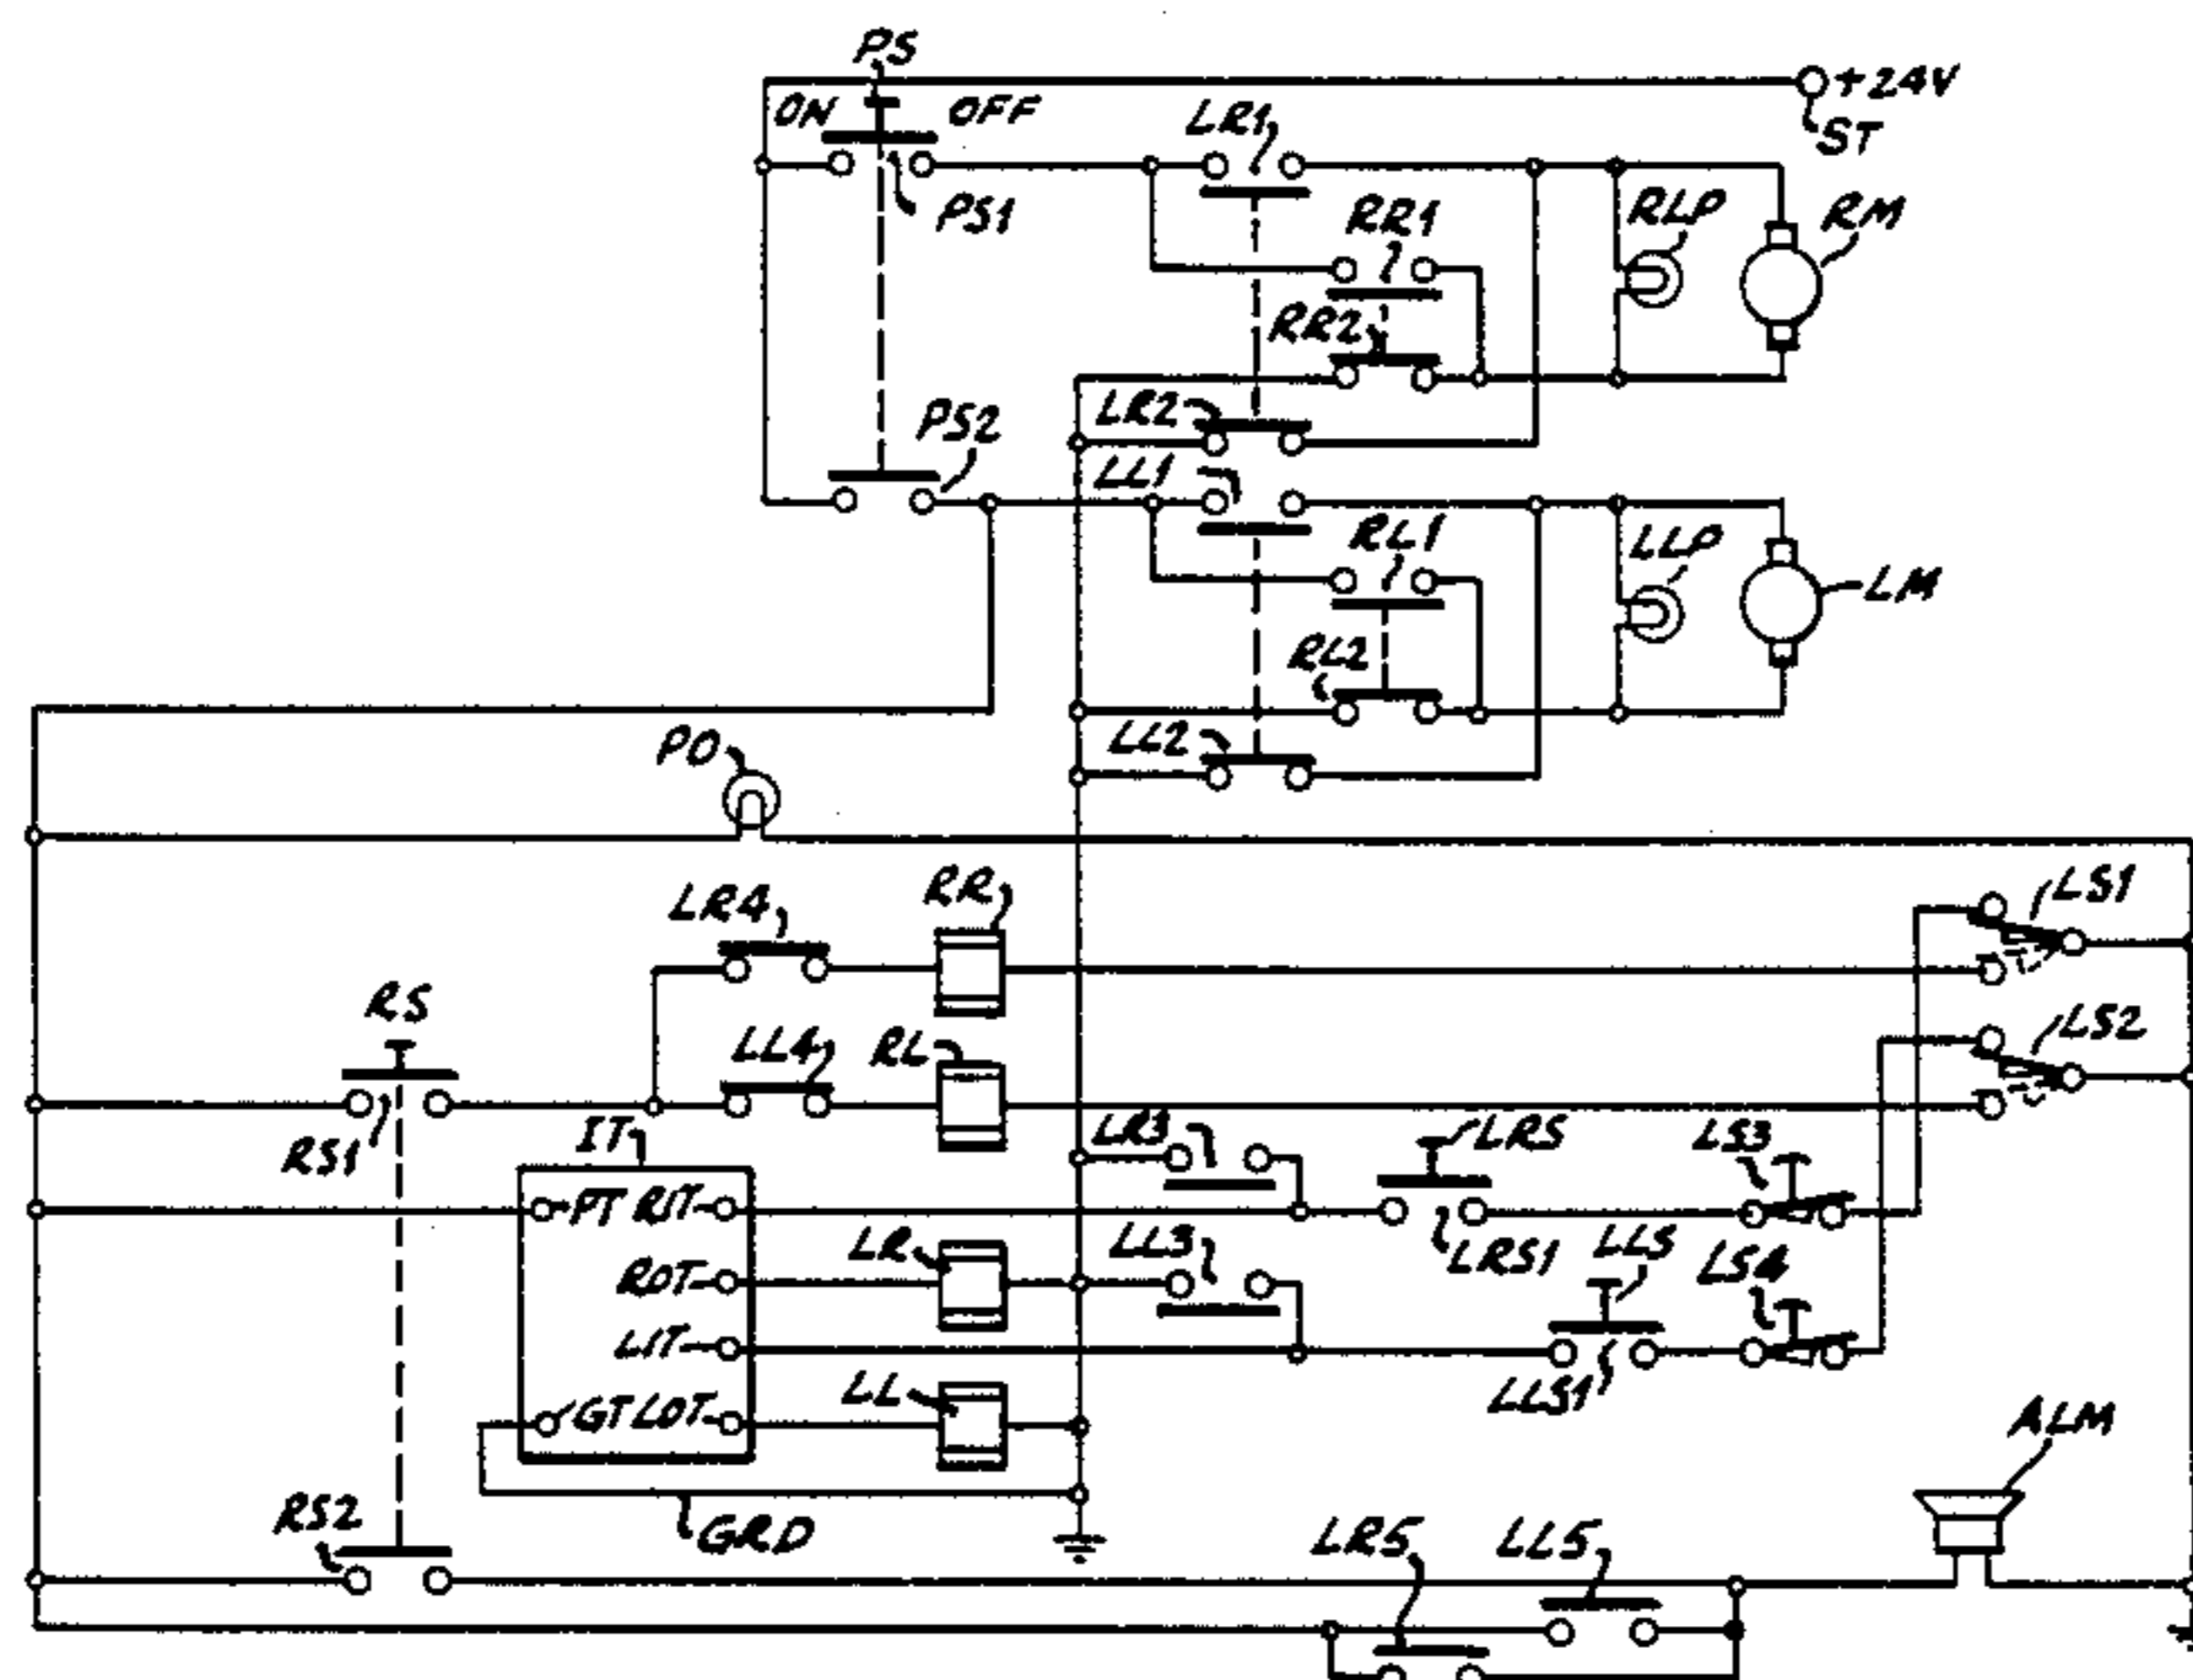 PS
+24V
ON OFF
LR1
ST
PS1
RR1
RLP
RM
RR2
LR2
PS2
LL1
RL1
LLP
LM
RL2
LL2
PO
LR4
RR
LS1
RS
LL4
RL
LS2
RS1
IT
LR3
LRS
LS3
PT RIT
LR
LL3
LRS1
LLS
LS4
ROT
LIT
LL
LLS1
GT LOT
ALM
RS2
GRD
LR5
LL5